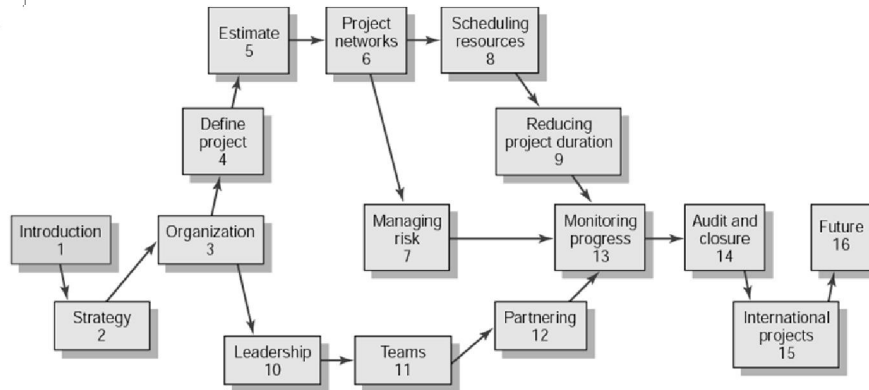 Estimate
5
Project
networks
6
Scheduling
resources
8
Define
project
4
Reducing
project duration
9
Introduction
1
Organization
3
Managing
risk
7
Monitoring
progress
13
Audit and
closure
14
Future
16
Strategy
2
Leadership
10
Teams
11
Partnering
12
International
projects
15